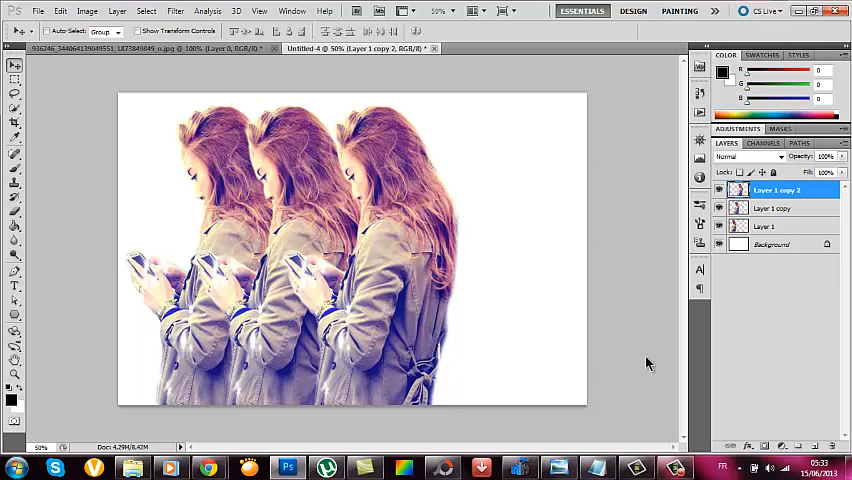 Ps File Edit Image Layer Select Filter Analysis 3D View Window Help Br Mb 50% ESSENTIALS DESIGN PAINTING CS Live
Auto-Select: Group Show Transform Controls
936246_344064139049551_1873849849_n.jpg @ 100% (Layer 0, RGB/8) * Untitled-4 @ 50% (Layer 1 copy 2, RGB/8) *
COLOR SWATCHES STYLES
R 0
G 0
B 0
ADJUSTMENTS MASKS
LAYERS CHANNELS PATHS
Normal Opacity: 100%
Lock: Fill: 100%
Layer 1 copy 2
Layer 1 copy
Layer 1
Background
50% Doc: 4,29M/8,42M
FR 05:33
15/06/2013